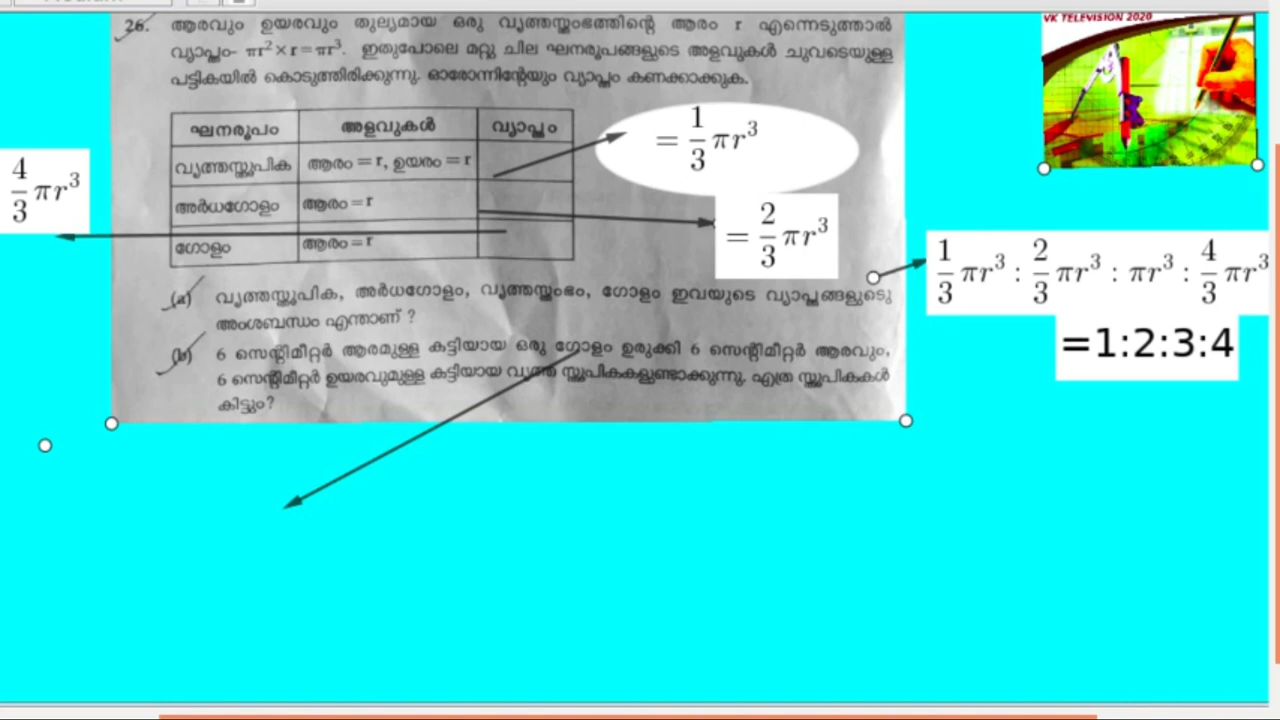 VK TELEVISION 2020
26. ആരവും ഉയരവും തുല്യമായ ഒരു വൃത്തസ്തംഭത്തിന്റെ ആരം r എന്നെടുത്താൽ
വ്യാപ്തം- πr²×r=πr³. ഇതുപോലെ മറ്റു ചില ഘനരൂപങ്ങളുടെ അളവുകൾ ചുവടെയുള്ള
പട്ടികയിൽ കൊടുത്തിരിക്കുന്നു. ഓരോന്നിന്റേയും വ്യാപ്തം കണക്കാക്കുക.
ഘനരൂപം അളവുകൾ വ്യാപ്തം
വൃത്തസ്തൂപിക ആരം=r, ഉയരം=r
= 1/3 πr³
അർധഗോളം ആരം=r
= 2/3 πr³
ഗോളം ആരം=r
4/3 πr³
(a) വൃത്തസ്തൂപിക, അർധഗോളം, വൃത്തസ്തംഭം, ഗോളം ഇവയുടെ വ്യാപ്തങ്ങളുടെ
അംശബന്ധം എന്താണ് ?
1/3 πr³ : 2/3 πr³ : πr³ : 4/3 πr³
=1:2:3:4
(b) 6 സെന്റിമീറ്റർ ആരമുള്ള കട്ടിയായ ഒരു ഗോളം ഉരുക്കി 6 സെന്റിമീറ്റർ ആരവും,
6 സെന്റിമീറ്റർ ഉയരവുമുള്ള കട്ടിയായ വൃത്ത സ്തൂപികകളുണ്ടാക്കുന്നു. എത്ര സ്തൂപികകൾ
കിട്ടും?